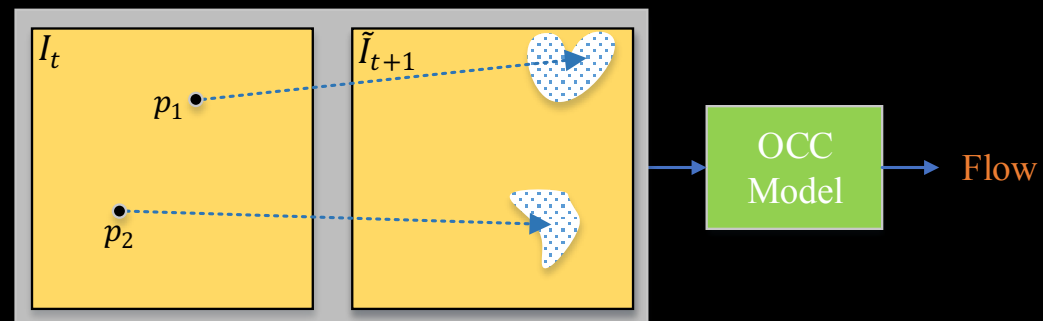 I_t
Ĩ_{t+1}
p_1
p_2
OCC
Model
Flow